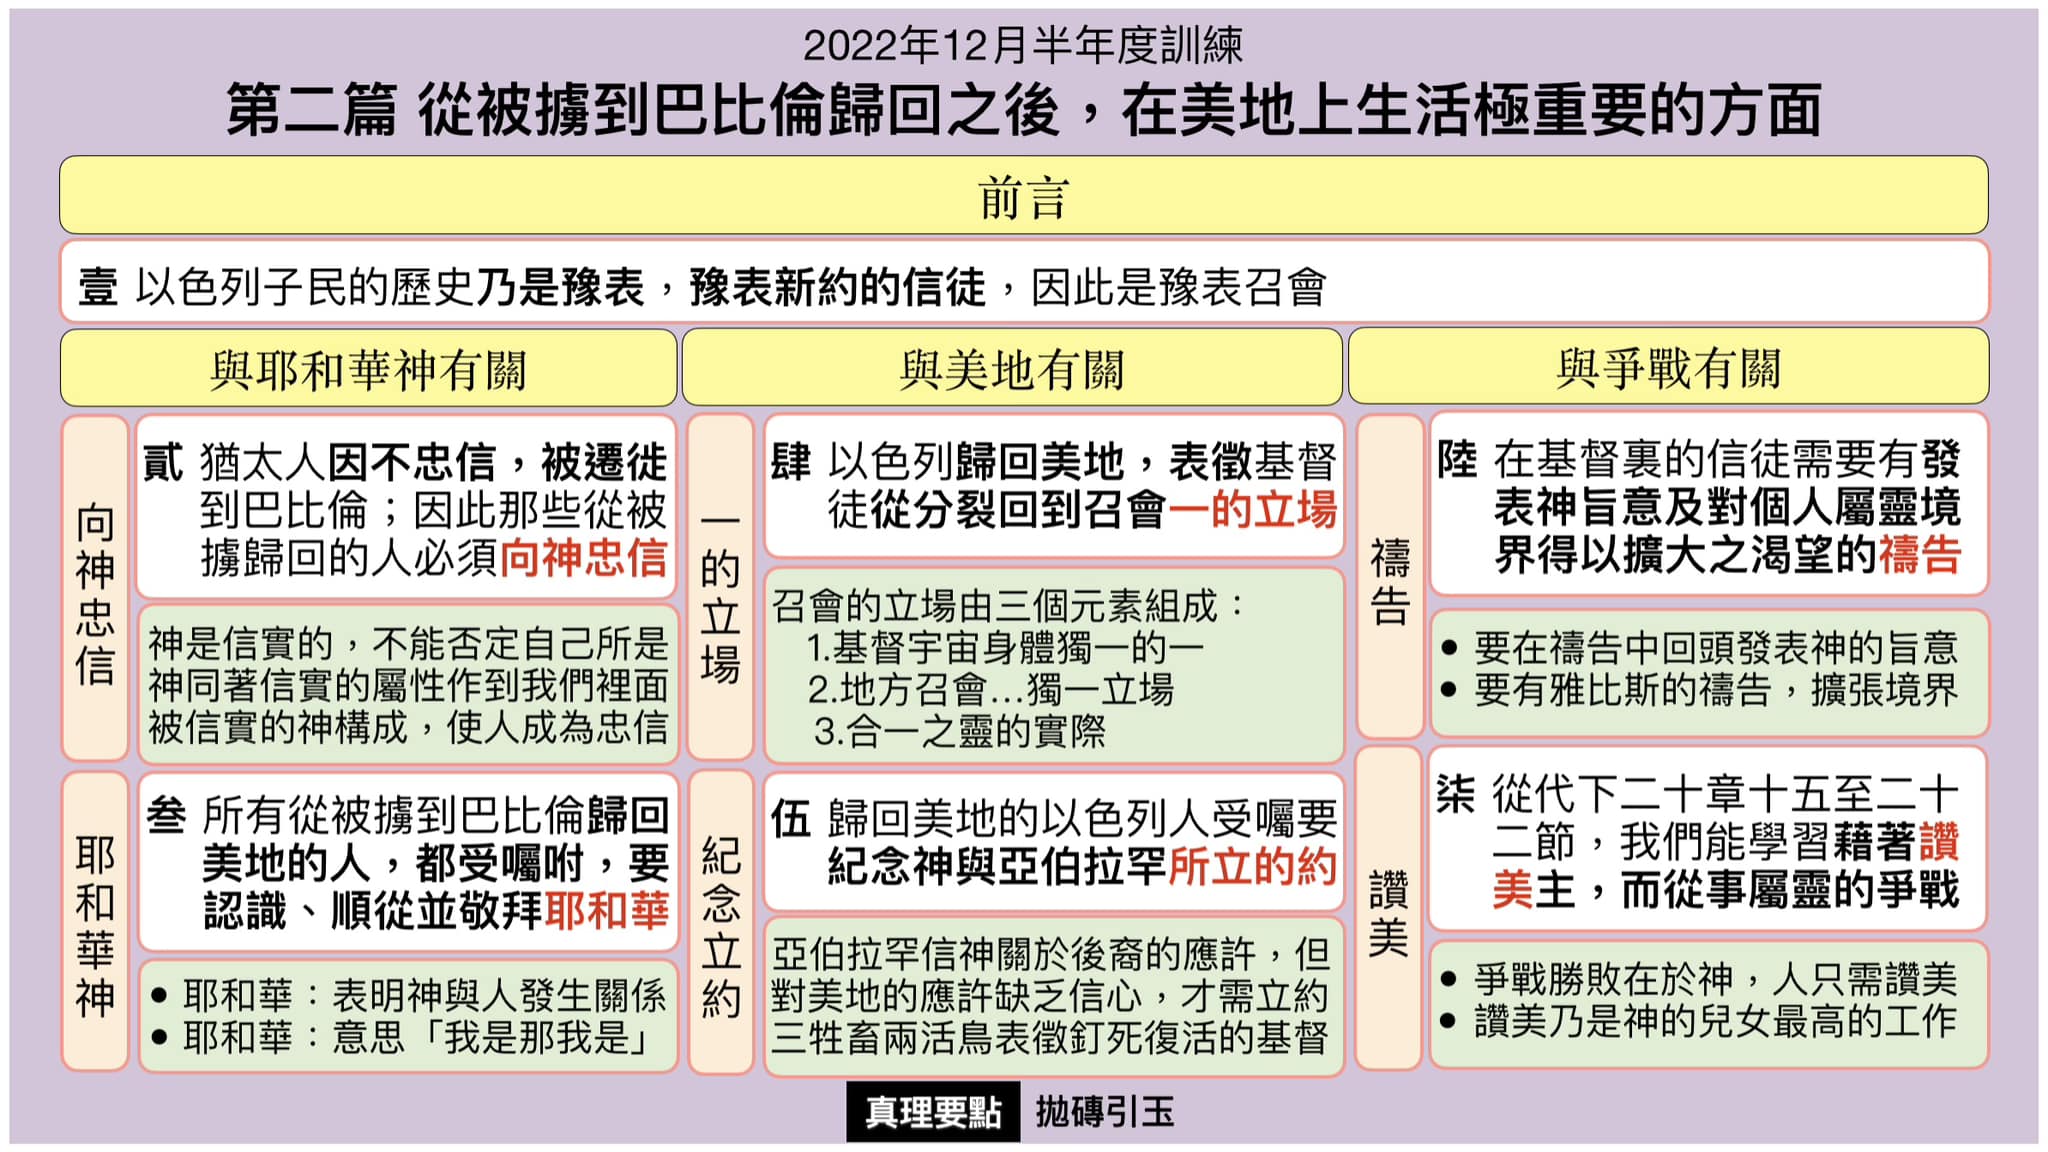 2022年12月半年度訓練
第二篇 從被擄到巴比倫歸回之後，在美地上生活極重要的方面
前言
壹 以色列子民的歷史乃是豫表，豫表新約的信徒，因此是豫表召會
與耶和華神有關
向神忠信
貳 猶太人因不忠信，被遷徙
到巴比倫；因此那些從被
擄歸回的人必須向神忠信
神是信實的，不能否定自己所是
神同著信實的屬性作到我們裡面
被信實的神構成，使人成為忠信
耶和華神
叁 所有從被擄到巴比倫歸回
美地的人，都受囑咐，要
認識、順從並敬拜耶和華
• 耶和華：表明神與人發生關係
• 耶和華：意思「我是那我是」
與美地有關
一的立場
肆 以色列歸回美地，表徵基督
徒從分裂回到召會一的立場
召會的立場由三個元素組成：
1.基督宇宙身體獨一的一
2.地方召會...獨一立場
3.合一之靈的實際
紀念立約
伍 歸回美地的以色列人受囑要
紀念神與亞伯拉罕所立的約
亞伯拉罕信神關於後裔的應許，但
對美地的應許缺乏信心，才需立約
三牲畜兩活鳥表徵釘死復活的基督
與爭戰有關
禱告
陸 在基督裏的信徒需要有發
表神旨意及對個人屬靈境
界得以擴大之渴望的禱告
• 要在禱告中回頭發表神的旨意
• 要有雅比斯的禱告，擴張境界
讚美
柒 從代下二十章十五至二十
二節，我們能學習藉著讚
美主，而從事屬靈的爭戰
• 爭戰勝敗在於神，人只需讚美
• 讚美乃是神的兒女最高的工作
真理要點 拋磚引玉